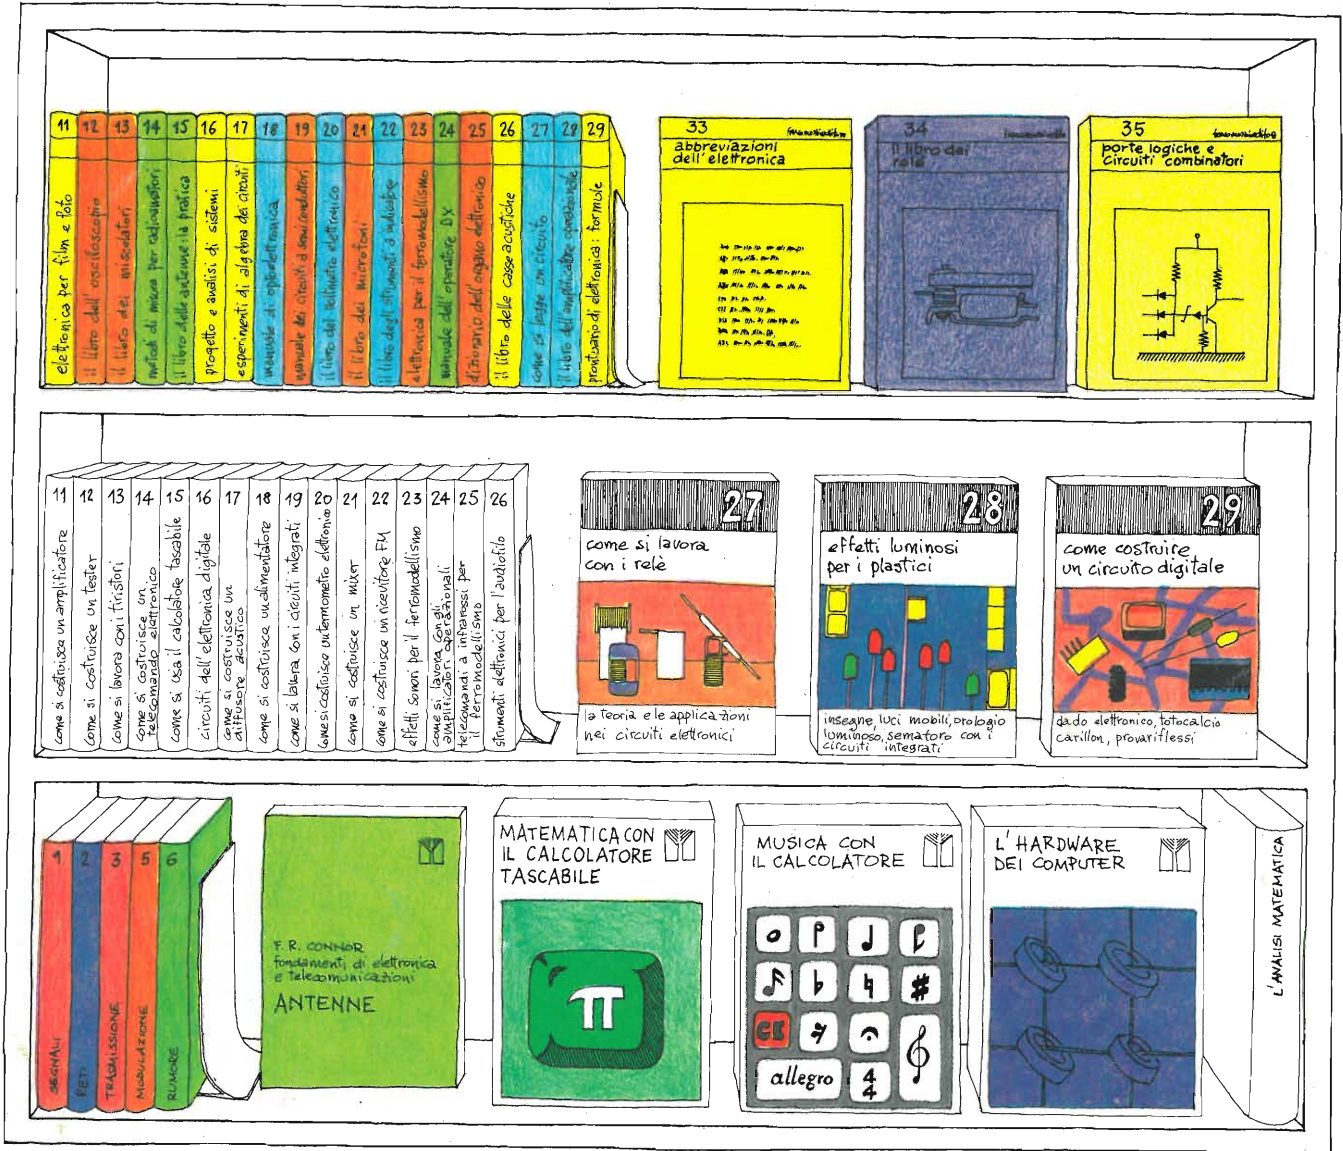 11
elettronica per film e foto
12
il libro dell'oscilloscopio
13
il libro dei miscelatori
14
metodi di misura per radioamatori
15
il libro delle antenne: la pratica
16
progetto e analisi di sistemi
17
esperimenti di algebra dei circuiti
18
manuale di optoelettronica
19
manuale dei circuiti a semiconduttori
20
il libro del voltmetro elettronico
21
il libro dei microfoni
22
il libro degli strumenti a indicatore
23
elettronica per il ferromodellismo
24
manuale dell'operatore DX
25
dizionario dell'organo elettronico
26
il libro delle casse acustiche
27
come si legge un circuito
28
il libro dell'amplificatore operazionale
29
prontuario di elettronica: formule
33
abbreviazioni
dell'elettronica
34
il libro dei
relè
35
porte logiche e
circuiti combinatori
11
come si costruisce un amplificatore
12
come si costruisce un tester
13
come si lavora con i tiristori
14
come si costruisce un
telecomando elettronico
15
come si usa il calcolatore tascabile
16
circuiti dell'elettronica digitale
17
come si costruisce un
diffusore acustico
18
come si costruisce un alimentatore
19
come si lavora con i circuiti integrati
20
come si costruisce un termometro elettronico
21
come si costruisce un mixer
22
come si costruisce un ricevitore FM
23
effetti sonori per il ferromodellismo
24
come si lavora con gli
amplificatori operazionali
25
telecomandi a infrarossi per
il ferromodellismo
26
strumenti elettronici per l'audiofilo
27
come si lavora
con i relè
la teoria e le applicazioni
nei circuiti elettronici
28
effetti luminosi
per i plastici
insegne, luci mobili, orologio
luminoso, semaforo con i
circuiti integrati
29
come costruire
un circuito digitale
dado elettronico, totocalcio
carillon, provariflessi
1
SEGNALI
2
RETI
3
TRASMISSIONE
5
MODULAZIONE
6
RUMORE
F.R. CONNOR
fondamenti di elettronica
e telecomunicazioni
ANTENNE
MATEMATICA CON
IL CALCOLATORE
TASCABILE
π
MUSICA CON
IL CALCOLATORE
CE
allegro
4
4
L'HARDWARE
DEI COMPUTER
L'ANALISI MATEMATICA